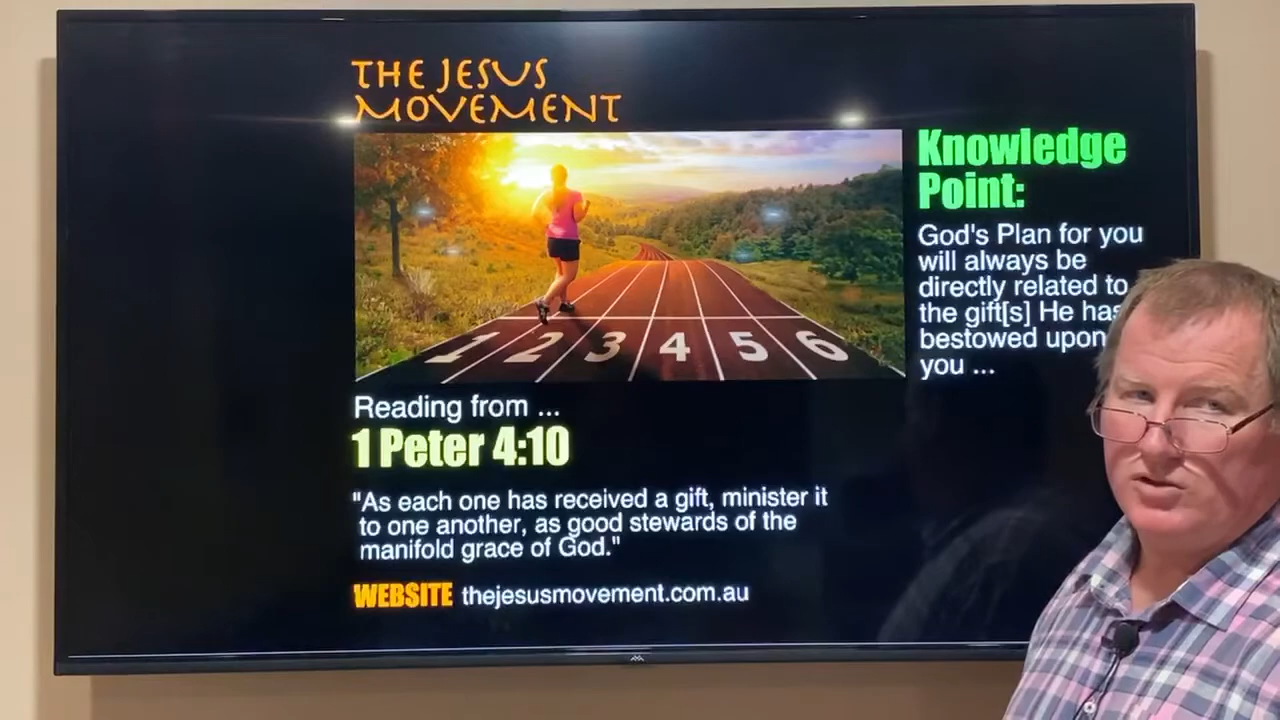 THE JESUS
MOVEMENT
1 2 3 4 5 6
Knowledge
Point:
God's Plan for you
will always be
directly related to
the gift[s] He has
bestowed upon
you ...
Reading from ...
1 Peter 4:10
"As each one has received a gift, minister it
to one another, as good stewards of the
manifold grace of God."
WEBSITE thejesusmovement.com.au